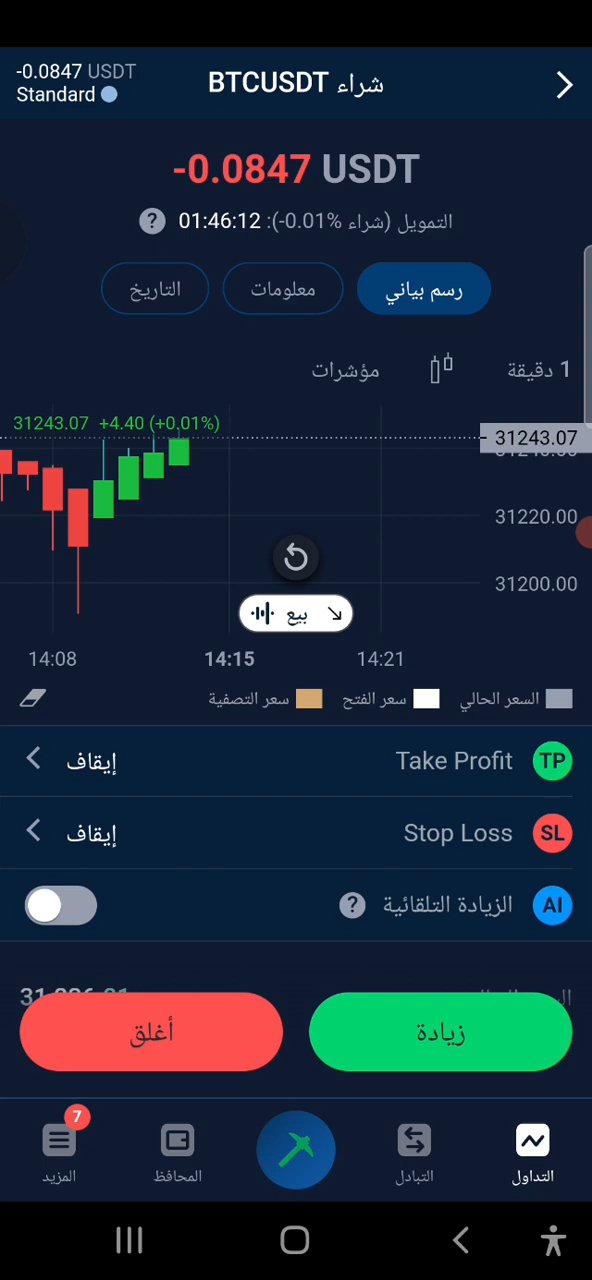 -0.0847 USDT
Standard
شراء BTCUSDT
-0.0847 USDT
التمويل (شراء %0.01-): 01:46:12 ?
رسم بياني
معلومات
التاريخ
1 دقيقة
مؤشرات
31243.07 +4.40 (+0.01%)
31243.07
31220.00
31200.00
بيع
14:08
14:15
14:21
السعر الحالي
سعر الفتح
سعر التصفية
TP Take Profit
إيقاف
SL Stop Loss
إيقاف
AI الزيادة التلقائية ?
زيادة
أغلق
7
التداول
التبادل
المحافظ
المزيد